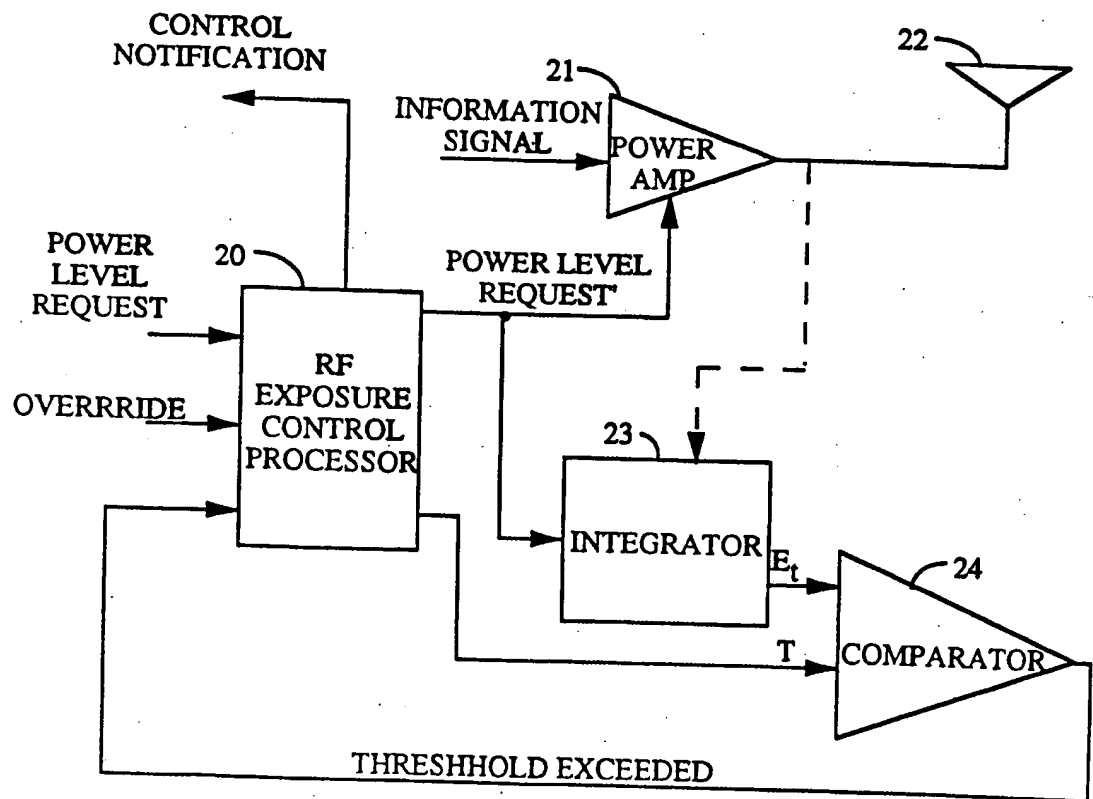 CONTROL
NOTIFICATION
22
21
INFORMATION
SIGNAL
POWER
AMP
POWER
LEVEL
REQUEST
20
POWER LEVEL
REQUEST'
RF
EXPOSURE
CONTROL
PROCESSOR
OVERRRIDE
23
INTEGRATOR
E_t
24
T
COMPARATOR
THRESHHOLD EXCEEDED